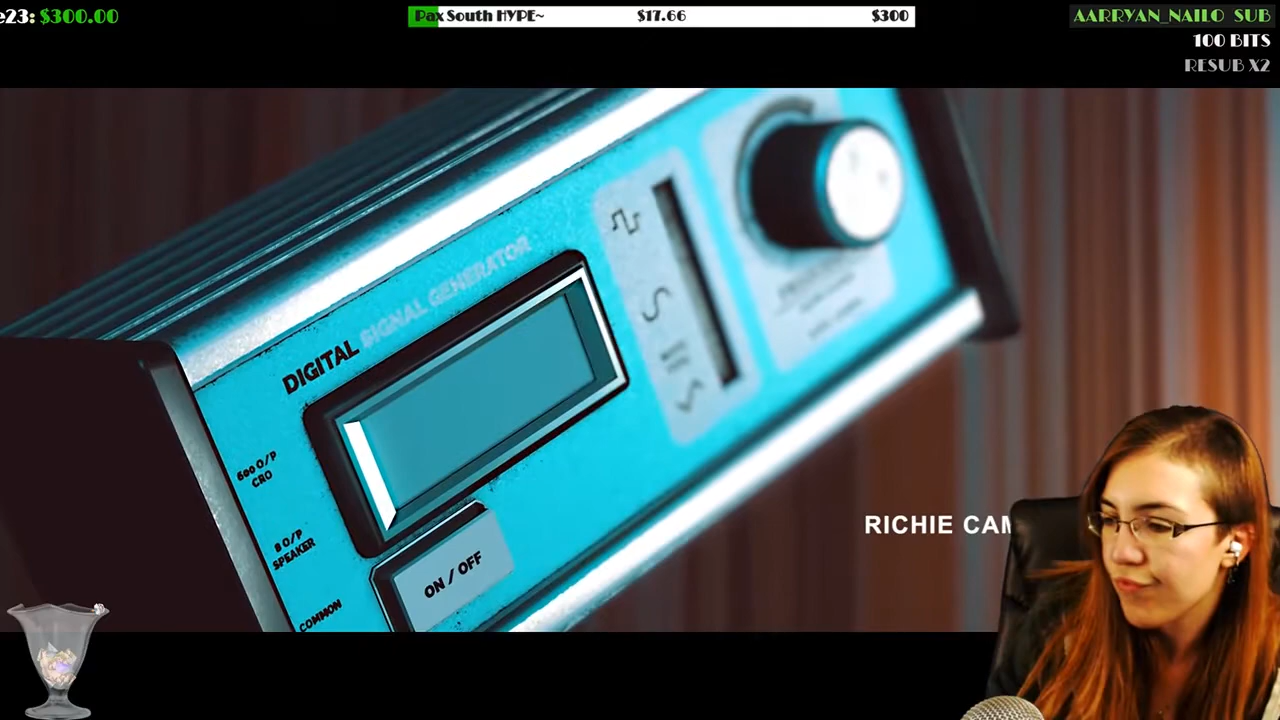 e23: $300.00
Pax South HYPE~ $17.66 $300
AARRYAN_NAILO SUB
100 BITS
RESUB X2
DIGITAL SIGNAL GENERATOR
600 O/P
CRO
8 O/P
SPEAKER
COMMON
ON / OFF
RICHIE CAM